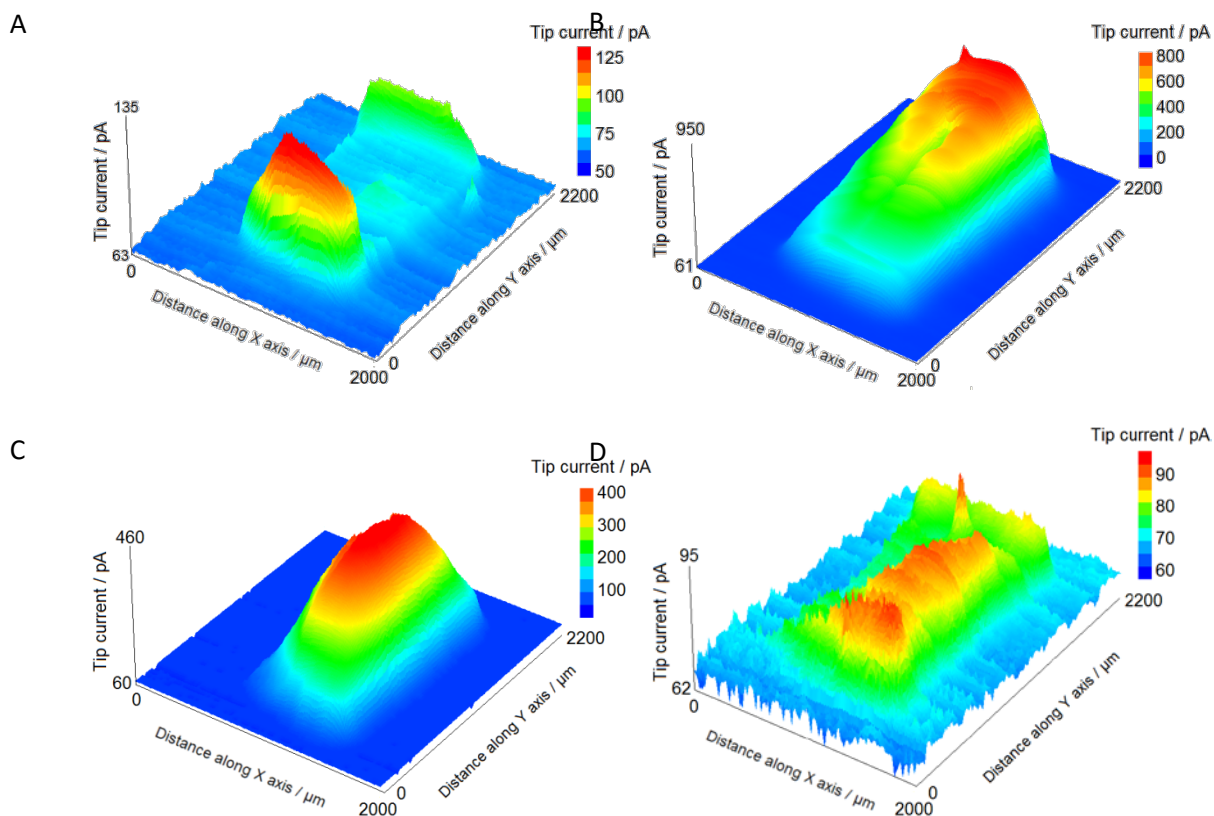 A
Tip current / pA
125
100
75
50
135
Tip current / pA
63
0
Distance along X axis / µm
2000
0
Distance along Y axis / µm
2200
B
Tip current / pA
800
600
400
200
0
950
Tip current / pA
61
0
Distance along X axis / µm
2000
0
Distance along Y axis / µm
2200
C
Tip current / pA
400
300
200
100
460
Tip current / pA
60
0
Distance along X axis / µm
2000
0
Distance along Y axis / µm
2200
D
Tip current / pA
90
80
70
60
95
Tip current / pA
62
0
Distance along X axis / µm
2000
0
Distance along Y axis / µm
2200